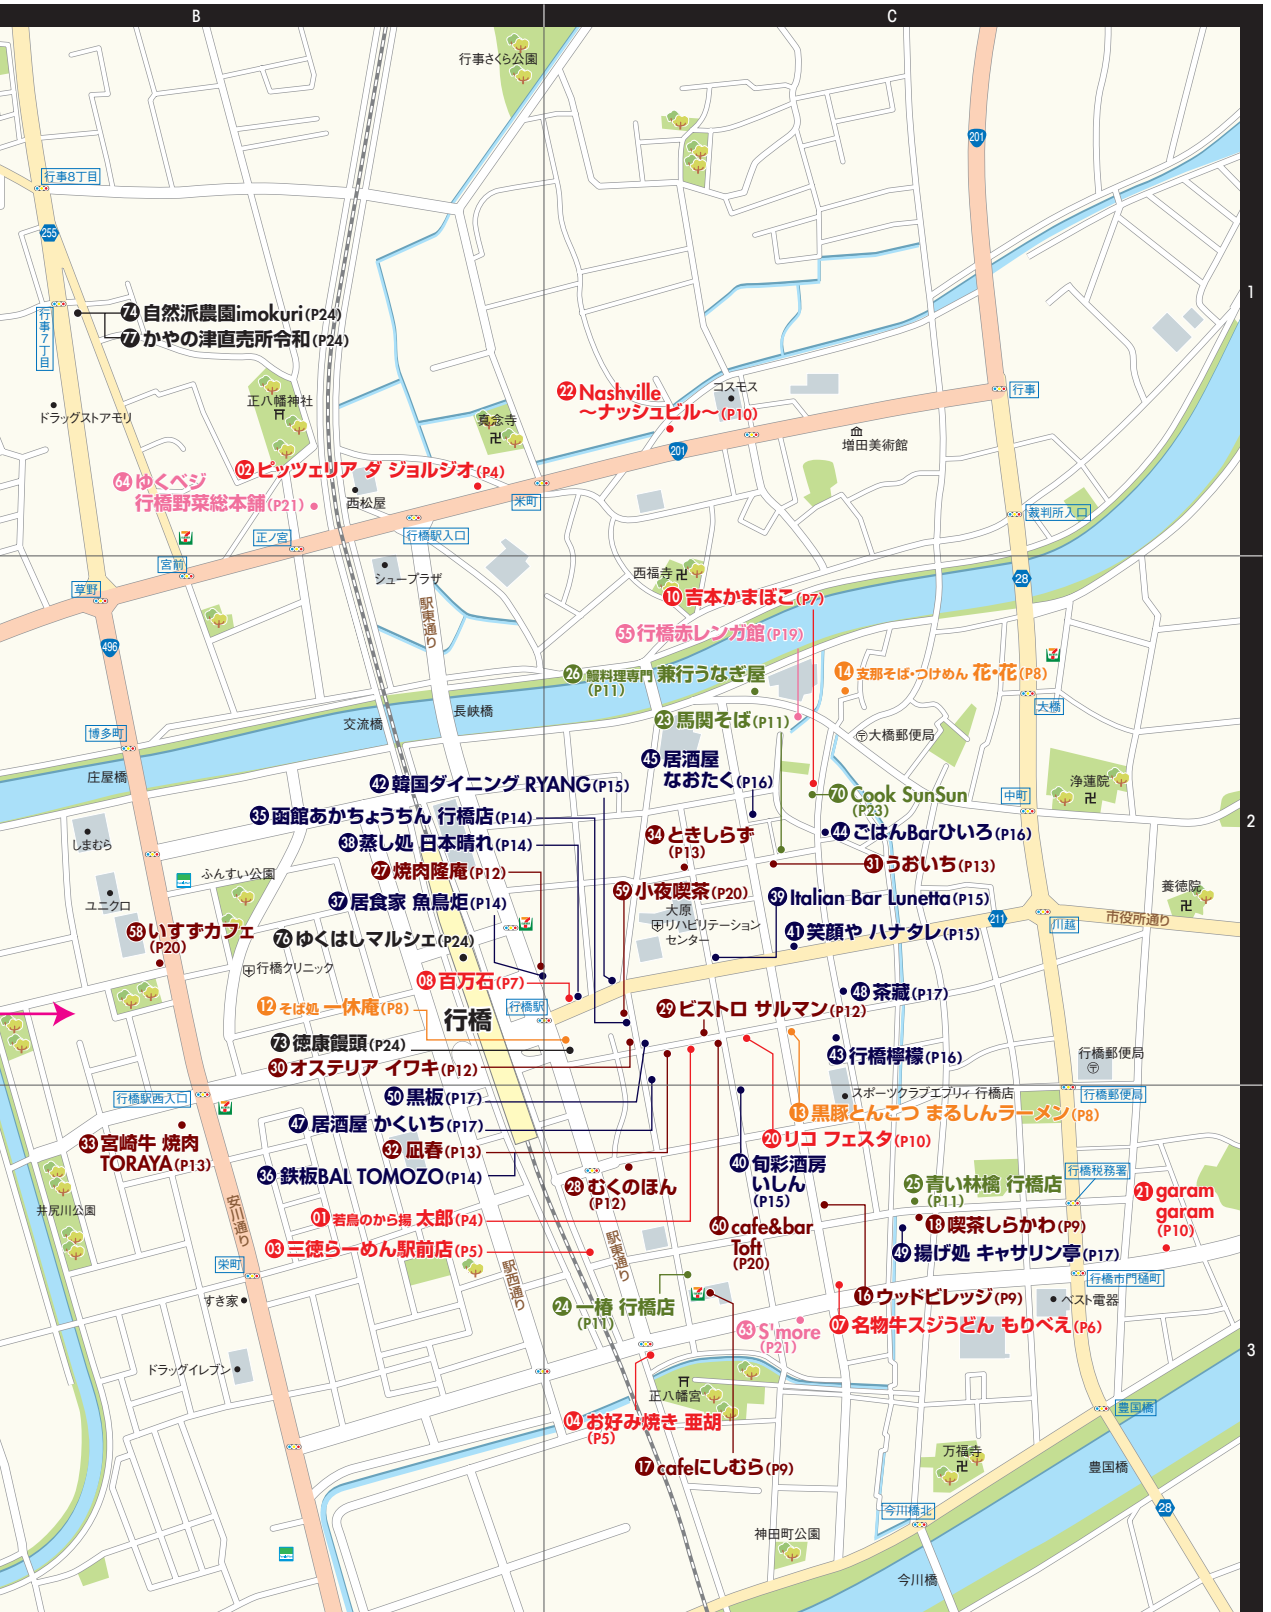 B
C
行事さくら公園
201
行事8丁目
255
1
行事7丁目
74 自然派農園imokuri(P24)
77 かやの津直売所令和(P24)
ドラッグストアモリ
正八幡神社
真念寺
22 Nashville
〜ナッシュビル〜(P10)
コスモス
行事
201
増田美術館
02 ピッツェリア ダ ジョルジオ(P4)
64 ゆくベジ
行橋野菜総本舗(P21)
西松屋
米町
裁判所入口
行橋駅入口
正ノ宮
宮前
シュープラザ
西福寺
28
草野
10 吉本かまぼこ(P7)
駅東通り
496
55 行橋赤レンガ館(P19)
26 鰻料理専門 兼行うなぎ屋
(P11)
14 支那そば・つけめん 花・花(P8)
大橋
長峡橋
交流橋
23 馬関そば(P11)
大橋郵便局
博多町
庄屋橋
45 居酒屋
なおたく(P16)
42 韓国ダイニング RYANG(P15)
浄蓮院
70 Cook SunSun
(P23)
中町
35 函館あかちょうちん 行橋店(P14)
2
44 ごはんBarひいろ(P16)
34 ときしらず
(P13)
38 蒸し処 日本晴れ(P14)
しまむら
31 うおいち(P13)
27 焼肉隆庵(P12)
ふんすい公園
59 小夜喫茶(P20)
養徳院
39 Italian Bar Lunetta(P15)
37 居食家 魚鳥炬(P14)
ユニクロ
大原
リハビリテーション
センター
211
市役所通り
川越
58 いすずカフェ
(P20)
41 笑顔や ハナタレ(P15)
76 ゆくはしマルシェ(P24)
行橋クリニック
08 百万石(P7)
48 茶蔵(P17)
12 そば処 一休庵(P8)
行橋駅
行橋
29 ビストロ サルマン(P12)
73 徳康饅頭(P24)
43 行橋檸檬(P16)
行橋郵便局
30 オステリア イワキ(P12)
行橋駅西入口
50 黒板(P17)
スポーツクラブエブリィ 行橋店
行橋郵便局
47 居酒屋 かくいち(P17)
13 黒豚とんこつ まるしんラーメン(P8)
33 宮崎牛 焼肉
TORAYA(P13)
32 凪春(P13)
20 リコ フェスタ(P10)
36 鉄板BAL TOMOZO(P14)
40 旬彩酒房
いしん
(P15)
行橋税務署
28 むくのほん
(P12)
25 青い林檎 行橋店
(P11)
21 garam
garam
(P10)
井尻川公園
安川通り
01 若鳥のから揚 太郎(P4)
60 cafe&bar
Toft
(P20)
18 喫茶しらかわ(P9)
03 三徳らーめん駅前店(P5)
駅東通り
49 揚げ処 キャサリン亭(P17)
栄町
駅西通り
行橋市門樋町
すき家
24 一椿 行橋店
(P11)
16 ウッドビレッジ(P9)
ベスト電器
63 S'more
(P21)
07 名物牛スジうどん もりべえ(P6)
3
ドラッグイレブン
正八幡宮
豊国橋
04 お好み焼き 亜胡
(P5)
17 cafeにしむら(P9)
万福寺
豊国橋
今川橋北
28
神田町公園
今川橋